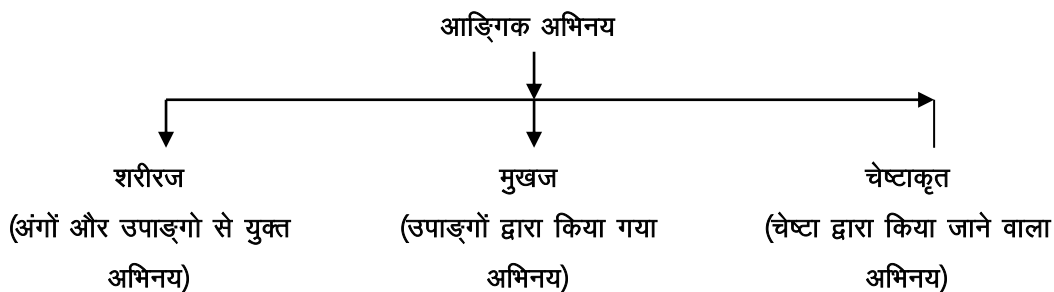 आङ्गिक अभिनय
शरीरज
मुखज
चेष्टाकृत
(अंगों और उपाङ्गो से युक्त
अभिनय)
(उपाङ्गों द्वारा किया गया
अभिनय)
(चेष्टा द्वारा किया जाने वाला
अभिनय)